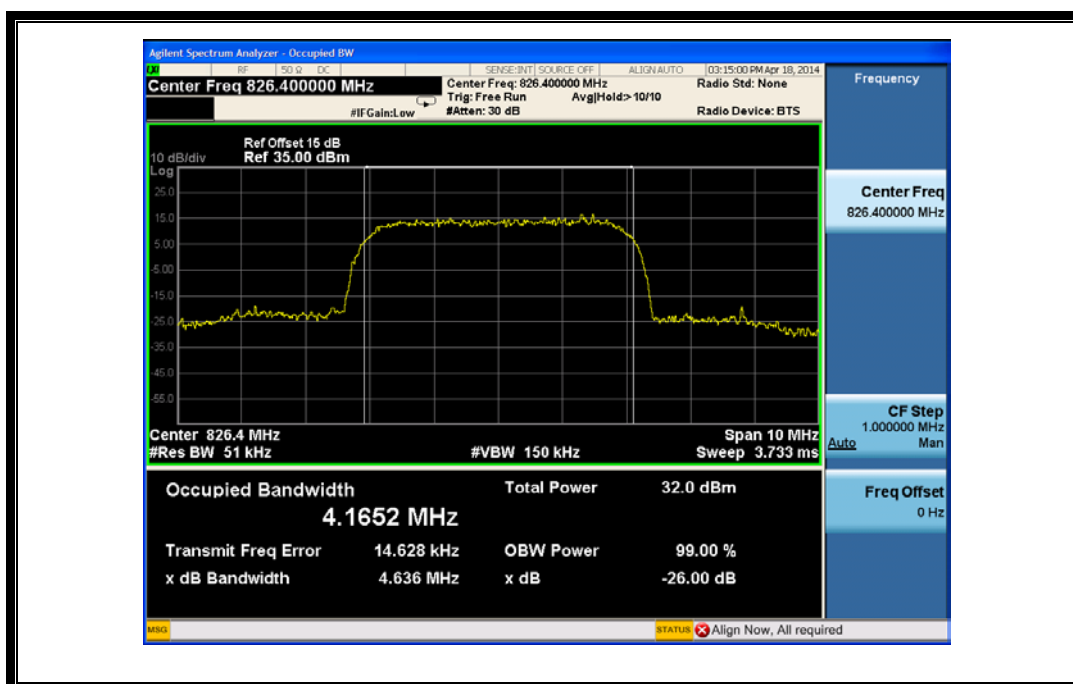 Agilent Spectrum Analyzer - Occupied BW
RF 50 Ω DC SENSE:INT SOURCE OFF ALIGN AUTO 03:15:00 PM Apr 18, 2014
Center Freq 826.400000 MHz
Center Freq: 826.400000 MHz
Radio Std: None
Trig: Free Run Avg|Hold:> 10/10
#IFGain:Low
#Atten: 30 dB
Radio Device: BTS
Frequency
Ref Offset 15 dB
10 dB/div Ref 35.00 dBm
Log
25.0
15.0
5.00
-5.00
-15.0
-25.0
-35.0
-45.0
-55.0
Center 826.4 MHz
Span 10 MHz
#Res BW 51 kHz
#VBW 150 kHz
Sweep 3.733 ms
Center Freq
826.400000 MHz
CF Step
1.000000 MHz
Auto Man
Freq Offset
0 Hz
Occupied Bandwidth
4.1652 MHz
Total Power 32.0 dBm
Transmit Freq Error 14.628 kHz
OBW Power 99.00 %
x dB Bandwidth 4.636 MHz
x dB -26.00 dB
MSG
STATUS Align Now, All required